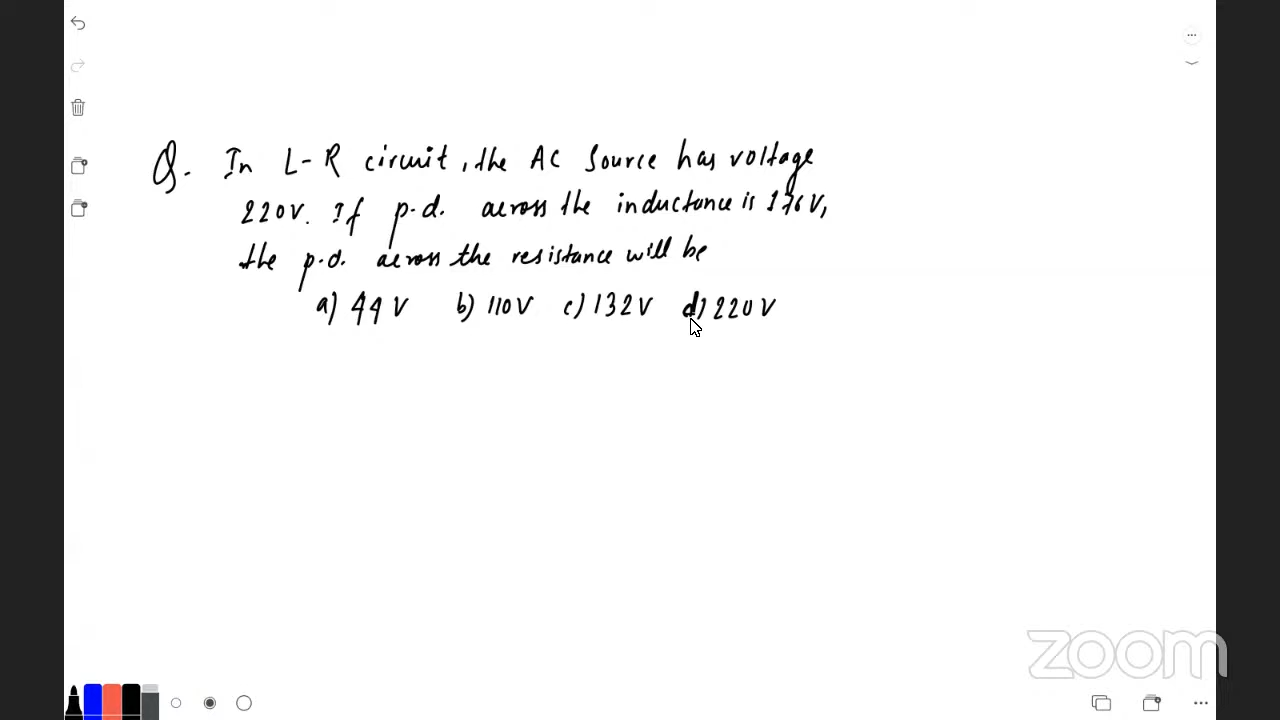 Q. In L-R circuit, the AC Source has voltage
220V. If p.d. across the inductance is 176V,
the p.d. across the resistance will be
a) 44V b) 110V c) 132V d) 220V
zoom